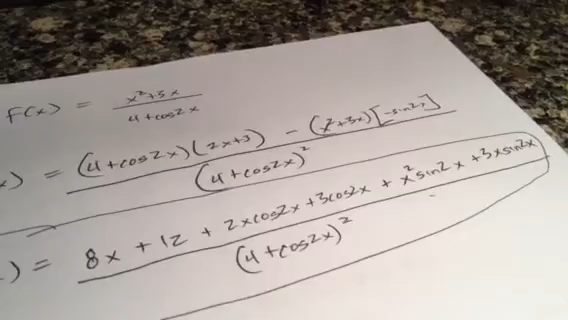 F(x) = x²+3x / 4+cos2x
x) = (4+cos2x)(2x+3) - (x²+3x)[-sin2x] / (4+cos2x)²
) = 8x + 12 + 2xcos2x+3cos2x + x²sin2x +3xsin2x / (4+cos2x)²